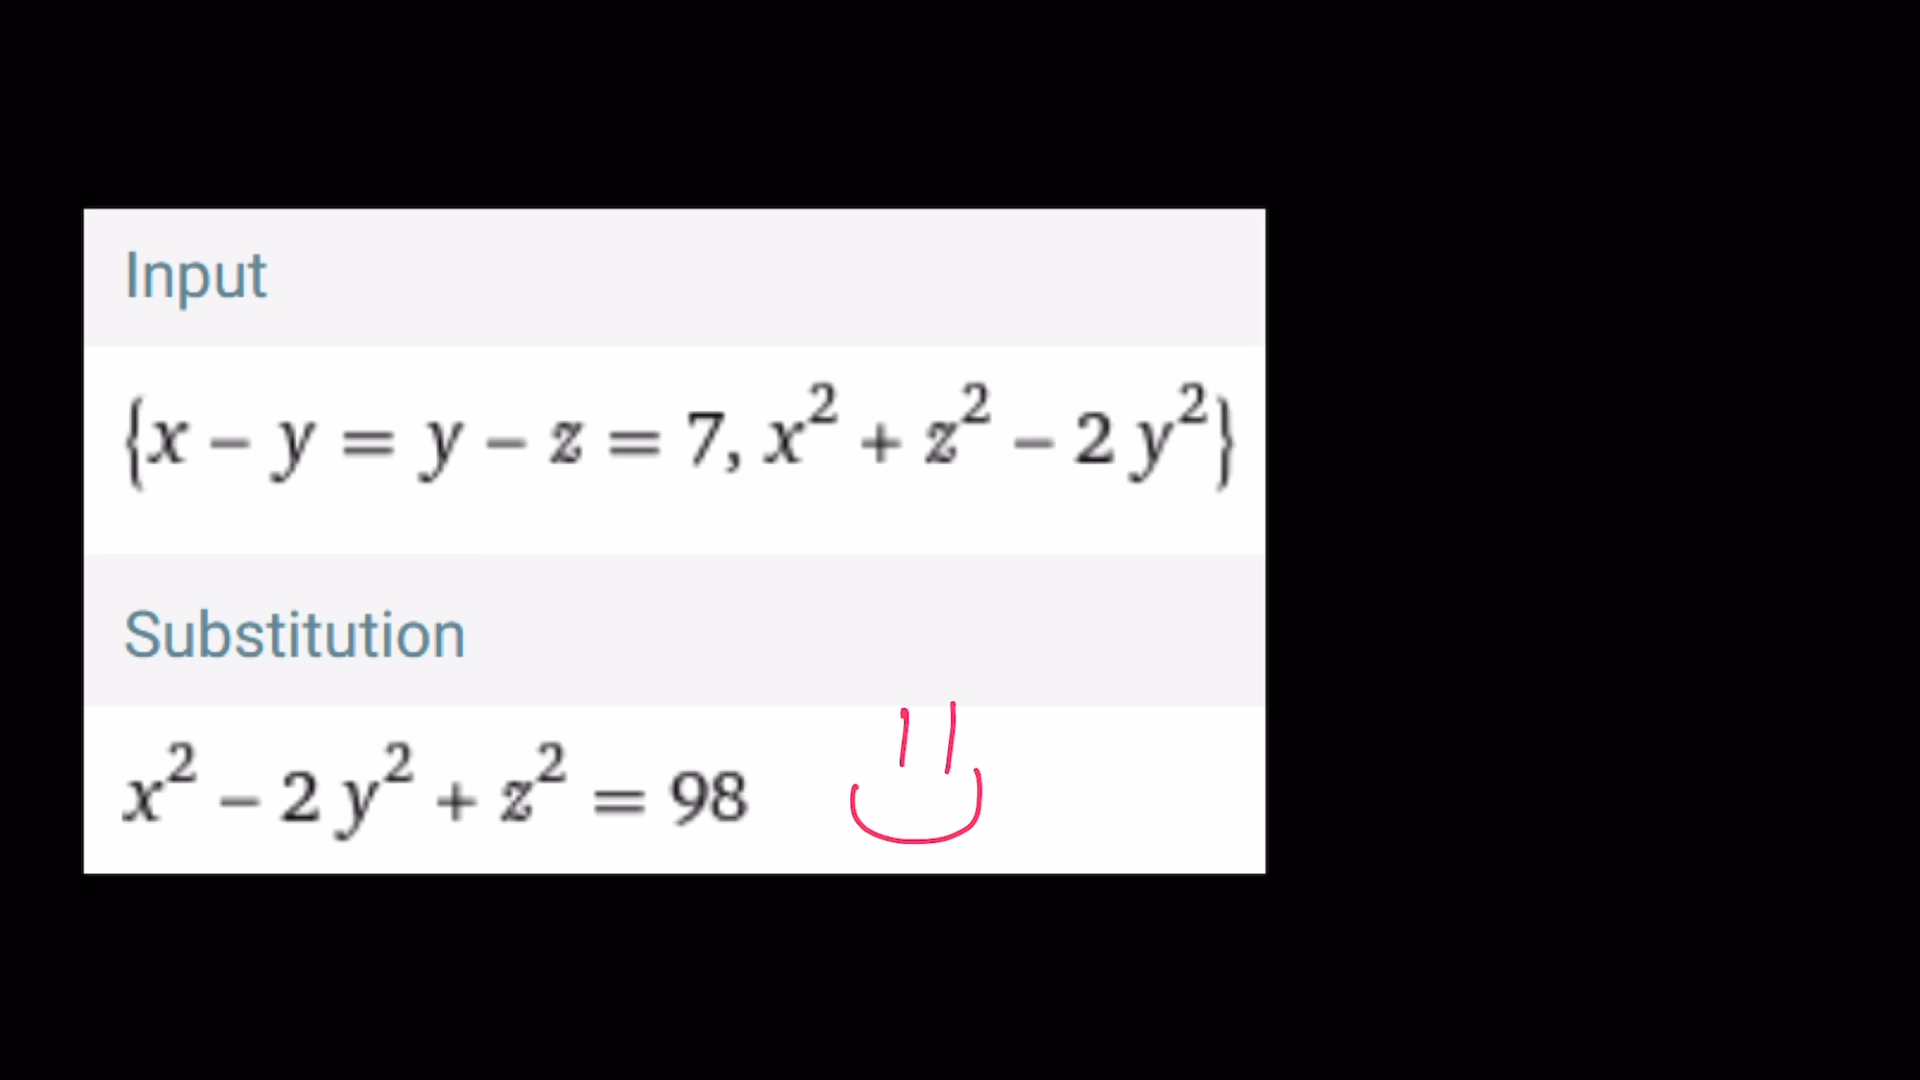 Input
{x − y = y − z = 7, x² + z² − 2 y²}
Substitution
x² − 2 y² + z² = 98